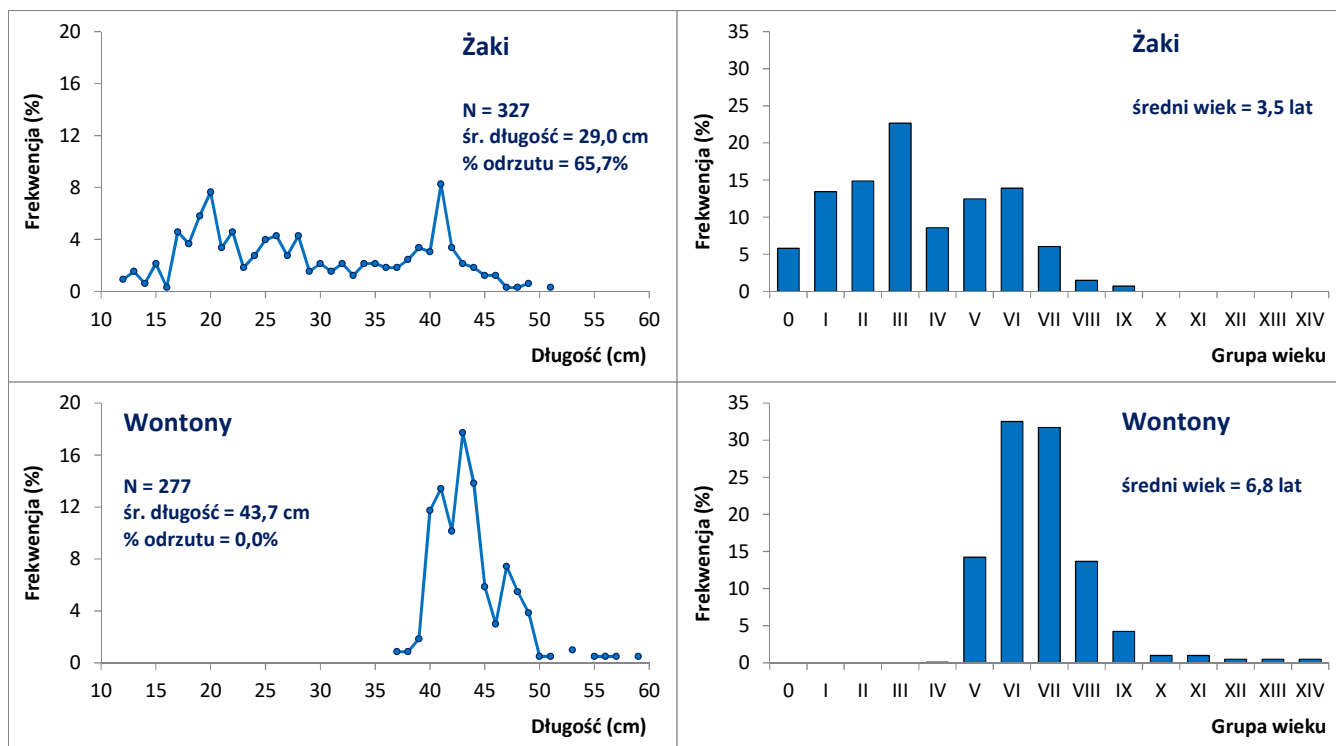 Żaki
N = 327
śr. długość = 29,0 cm
% odrzutu = 65,7%
Frekwencja (%)
20
16
12
8
4
0
10 15 20 25 30 35 40 45 50 55 60
Długość (cm)
Żaki
średni wiek = 3,5 lat
Frekwencja (%)
35
30
25
20
15
10
5
0
0 I II III IV V VI VII VIII IX X XI XII XIII XIV
Grupa wieku
Wontony
N = 277
śr. długość = 43,7 cm
% odrzutu = 0,0%
Frekwencja (%)
20
16
12
8
4
0
10 15 20 25 30 35 40 45 50 55 60
Długość (cm)
Wontony
średni wiek = 6,8 lat
Frekwencja (%)
35
30
25
20
15
10
5
0
0 I II III IV V VI VII VIII IX X XI XII XIII XIV
Grupa wieku